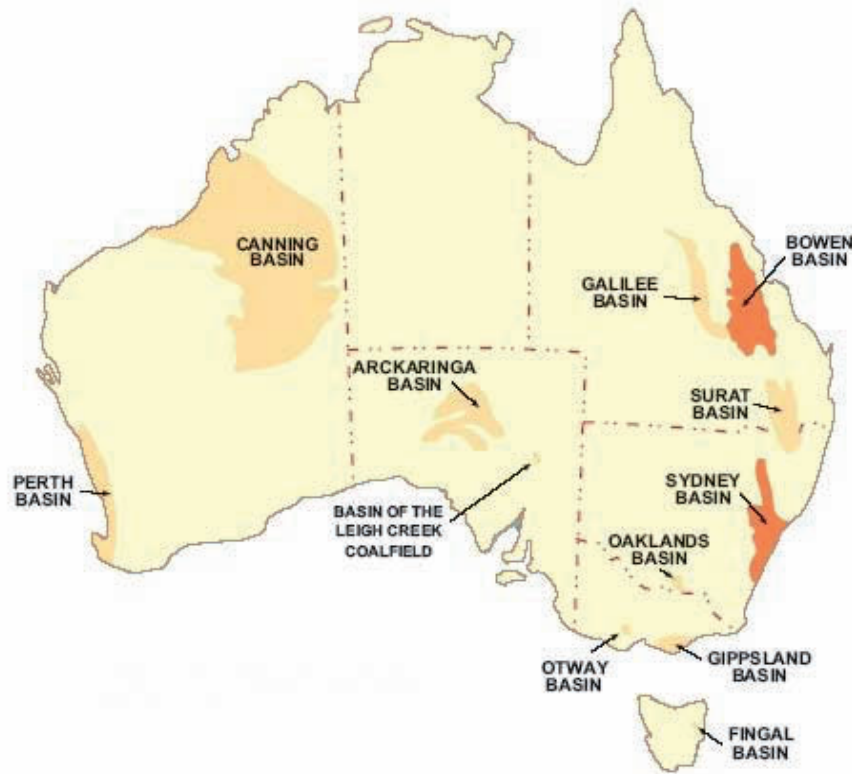 CANNING
BASIN
BOWEN
BASIN
GALILEE
BASIN
ARCKARINGA
BASIN
SURAT
BASIN
PERTH
BASIN
SYDNEY
BASIN
BASIN OF THE
LEIGH CREEK
COALFIELD
OAKLANDS
BASIN
OTWAY
BASIN
GIPPSLAND
BASIN
FINGAL
BASIN